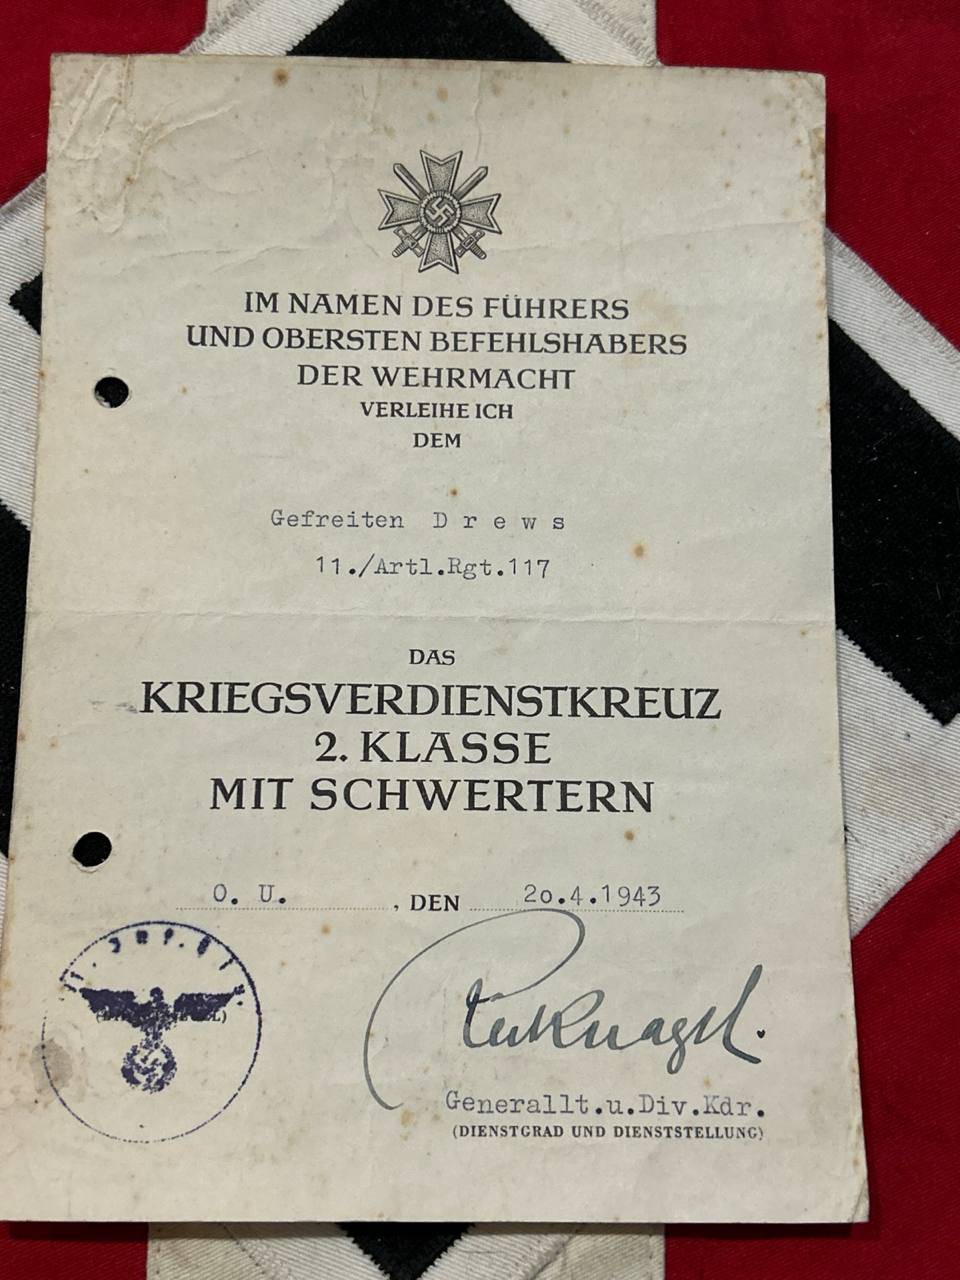 IM NAMEN DES FÜHRERS
UND OBERSTEN BEFEHLSHABERS
DER WEHRMACHT
VERLEIHE ICH
DEM
Gefreiten D r e w s
11./Artl.Rgt.117
DAS
KRIEGSVERDIENSTKREUZ
2. KLASSE
MIT SCHWERTERN
O. U. , DEN 2o.4.1943
Generallt.u.Div.Kdr.
(DIENSTGRAD UND DIENSTSTELLUNG)